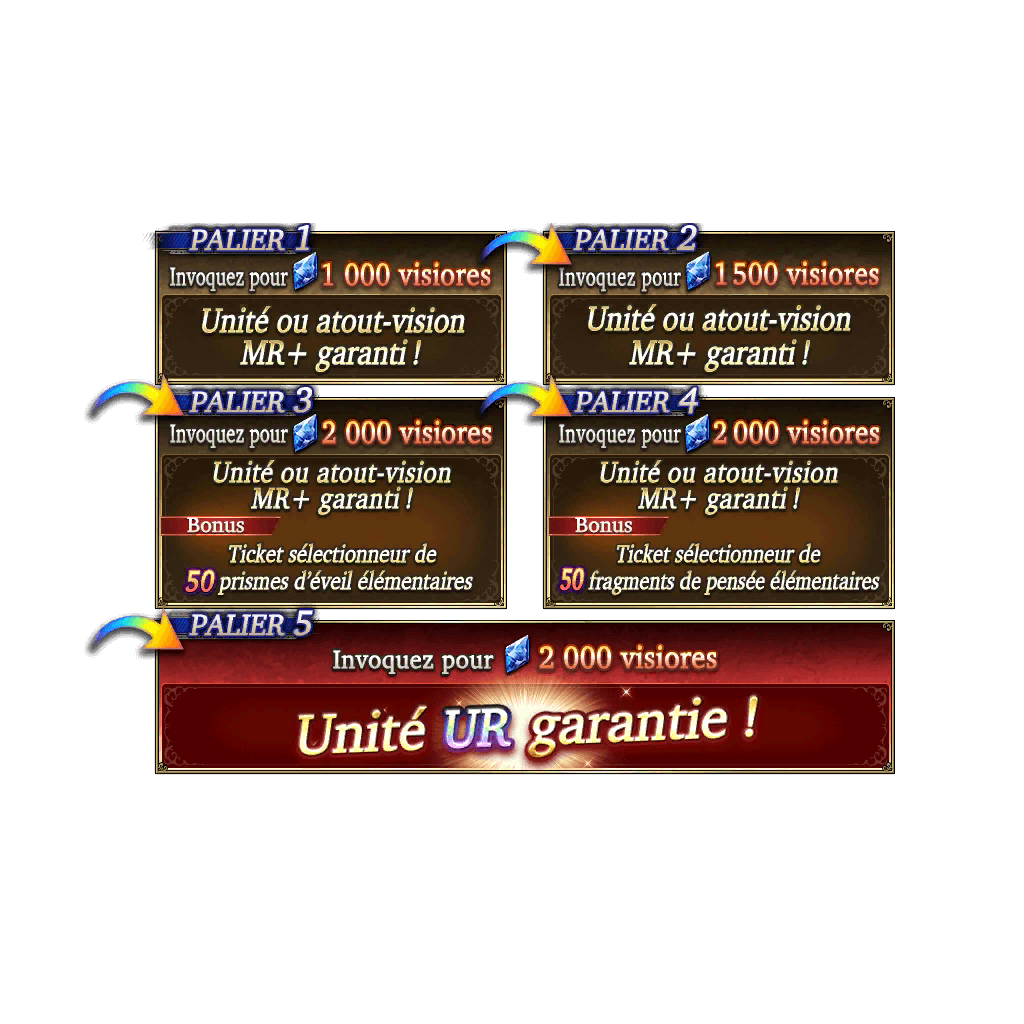 PALIER 1
Invoquez pour 1 000 visiores
Unité ou atout-vision
MR+ garanti !
PALIER 2
Invoquez pour 1 500 visiores
Unité ou atout-vision
MR+ garanti !
PALIER 3
Invoquez pour 2 000 visiores
Unité ou atout-vision
MR+ garanti !
Bonus
Ticket sélectionneur de
50 prismes d'éveil élémentaires
PALIER 4
Invoquez pour 2 000 visiores
Unité ou atout-vision
MR+ garanti !
Bonus
Ticket sélectionneur de
50 fragments de pensée élémentaires
PALIER 5
Invoquez pour 2 000 visiores
Unité UR garantie !